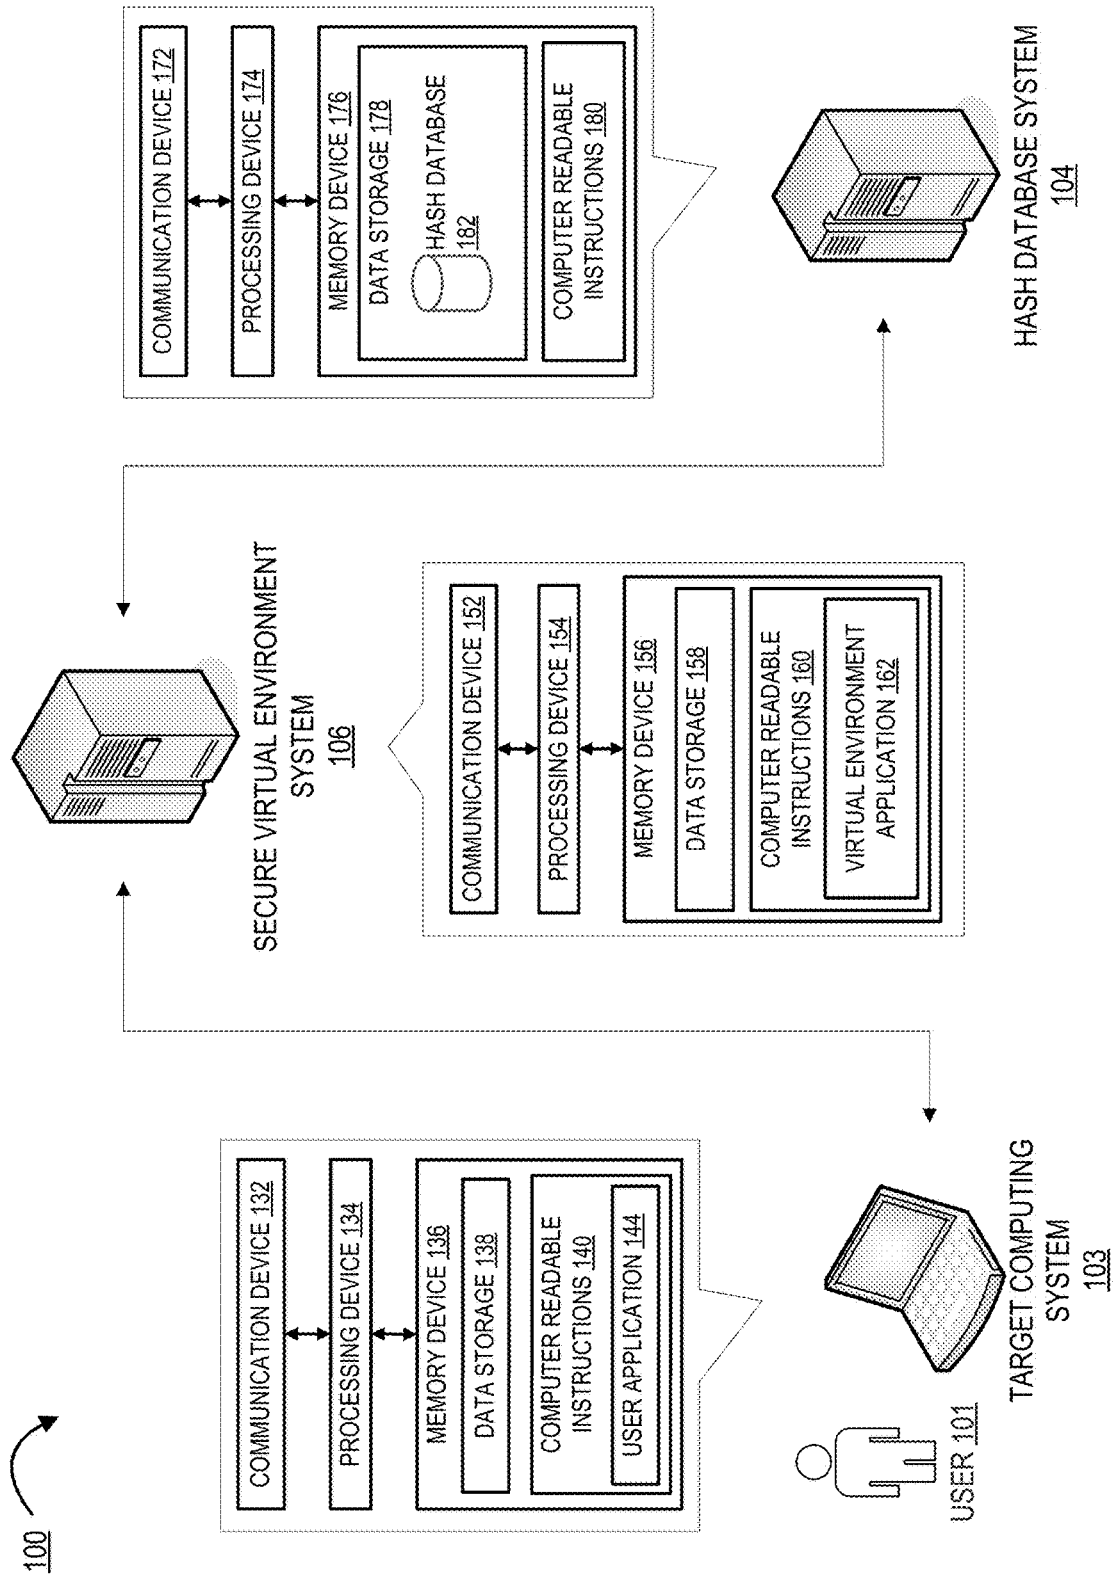 100
COMMUNICATION DEVICE 132
PROCESSING DEVICE 134
MEMORY DEVICE 136
DATA STORAGE 138
COMPUTER READABLE
INSTRUCTIONS 140
USER APPLICATION 144
USER 101
TARGET COMPUTING
SYSTEM
103
SECURE VIRTUAL ENVIRONMENT
SYSTEM
106
COMMUNICATION DEVICE 152
PROCESSING DEVICE 154
MEMORY DEVICE 156
DATA STORAGE 158
COMPUTER READABLE
INSTRUCTIONS 160
VIRTUAL ENVIRONMENT
APPLICATION 162
COMMUNICATION DEVICE 172
PROCESSING DEVICE 174
MEMORY DEVICE 176
DATA STORAGE 178
HASH DATABASE
182
COMPUTER READABLE
INSTRUCTIONS 180
HASH DATABASE SYSTEM
104